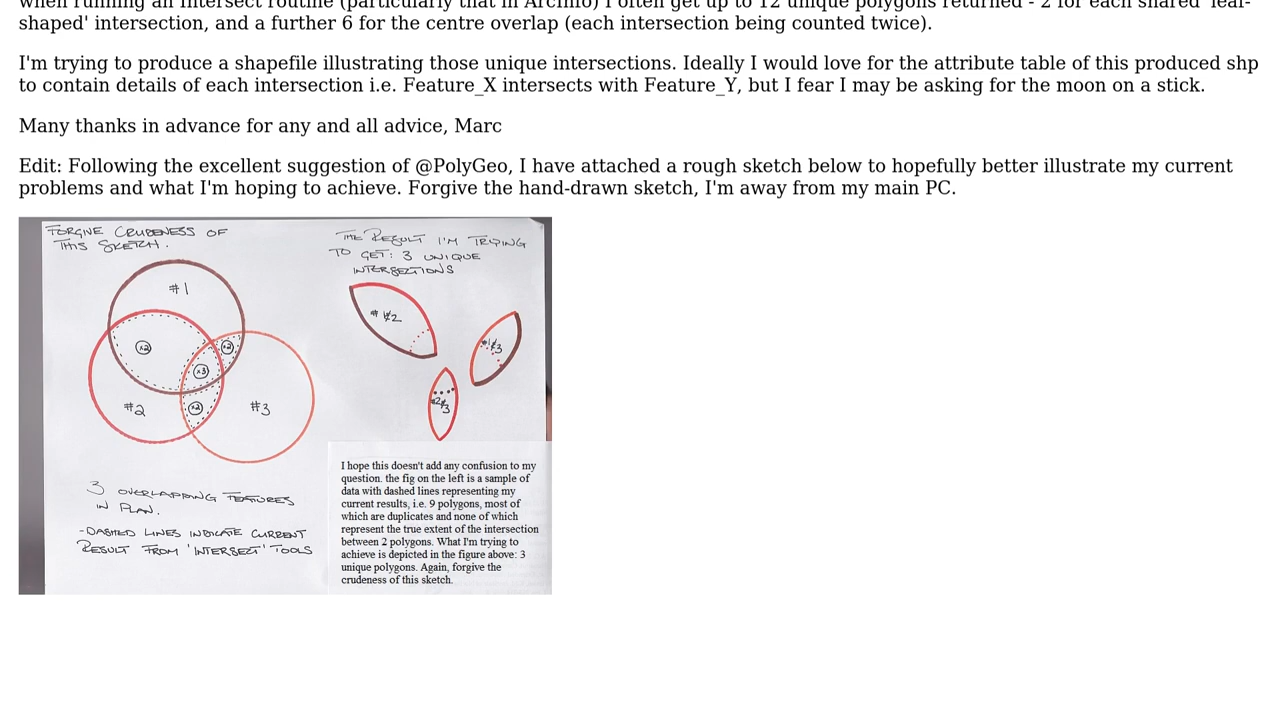 when running an intersect routine (particularly that in ArcInfo) I often get up to 12 unique polygons returned - 2 for each shared 'leaf-
shaped' intersection, and a further 6 for the centre overlap (each intersection being counted twice).
I'm trying to produce a shapefile illustrating those unique intersections. Ideally I would love for the attribute table of this produced shp
to contain details of each intersection i.e. Feature_X intersects with Feature_Y, but I fear I may be asking for the moon on a stick.
Many thanks in advance for any and all advice, Marc
Edit: Following the excellent suggestion of @PolyGeo, I have attached a rough sketch below to hopefully better illustrate my current
problems and what I'm hoping to achieve. Forgive the hand-drawn sketch, I'm away from my main PC.
FORGIVE CRUDENESS OF
THIS SKETCH.
#1
x2
x2
x3
#2
x2
#3
3 OVERLAPPING FEATURES
IN PLAN.
-DASHED LINES INDICATE CURRENT
RESULT FROM 'INTERSECT' TOOLS
THE RESULT I'M TRYING
TO GET: 3 UNIQUE
INTERSECTIONS
#1&2
#1&3
#2&3
I hope this doesn't add any confusion to my
question. the fig on the left is a sample of
data with dashed lines representing my
current results, i.e. 9 polygons, most of
which are duplicates and none of which
represent the true extent of the intersection
between 2 polygons. What I'm trying to
achieve is depicted in the figure above: 3
unique polygons. Again, forgive the
crudeness of this sketch.